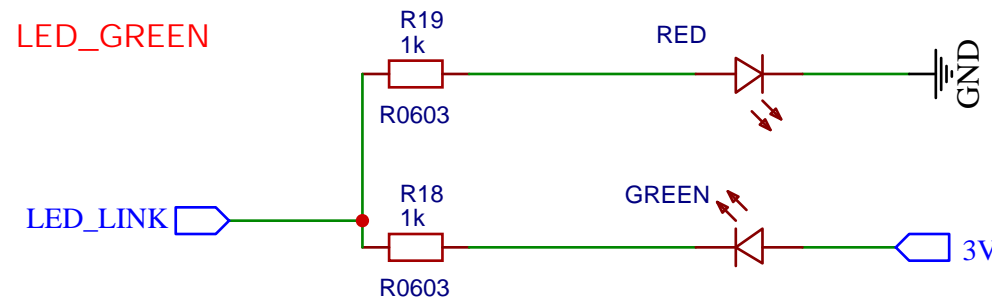 LED_GREEN
R19
1k
R0603
RED
GND
LED_LINK
R18
1k
R0603
GREEN
3V